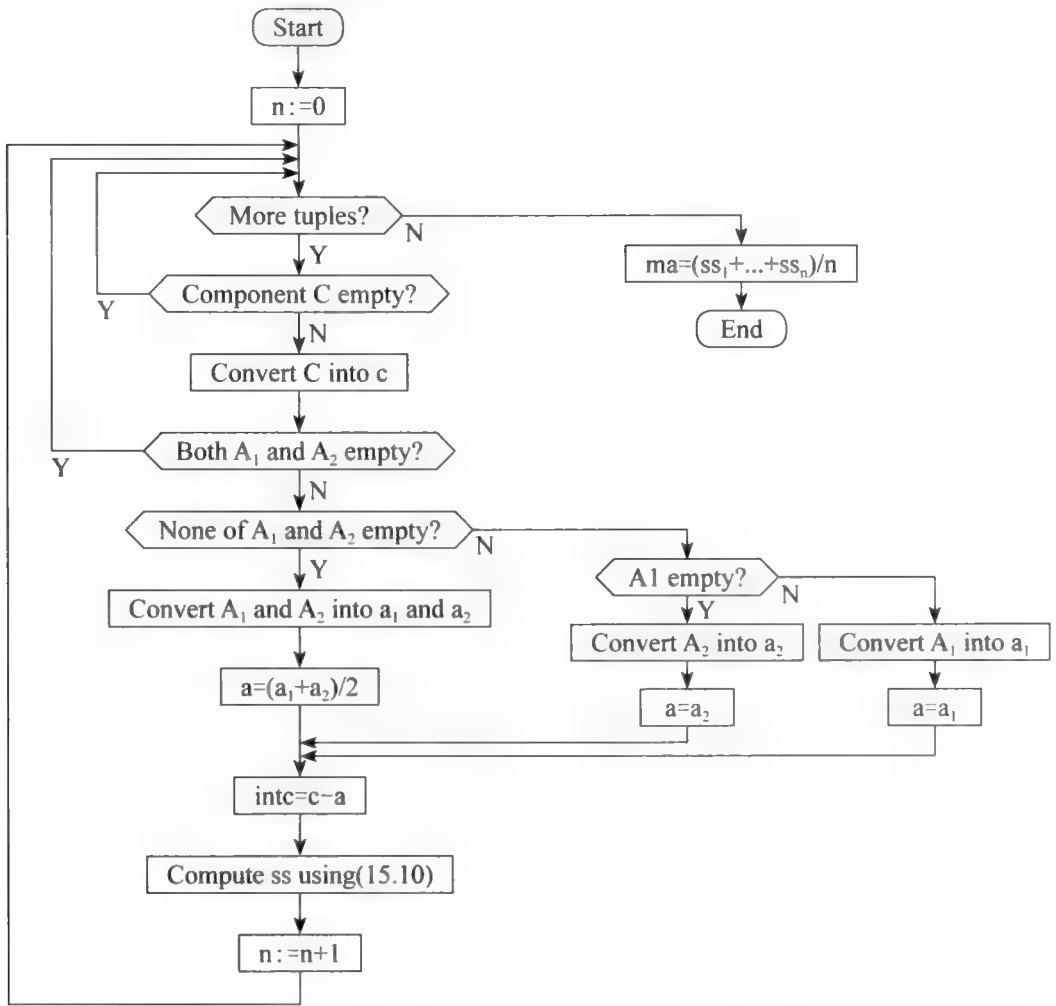 Start
n:=0
More tuples?
N
Y
ma=(ss₁+...+ssₙ)/n
Component C empty?
Y
N
End
Convert C into c
Both A₁ and A₂ empty?
Y
N
None of A₁ and A₂ empty?
N
Y
A1 empty?
N
Y
Convert A₁ and A₂ into a₁ and a₂
Convert A₂ into a₂
Convert A₁ into a₁
a=(a₁+a₂)/2
a=a₂
a=a₁
intc=c−a
Compute ss using(15.10)
n:=n+1